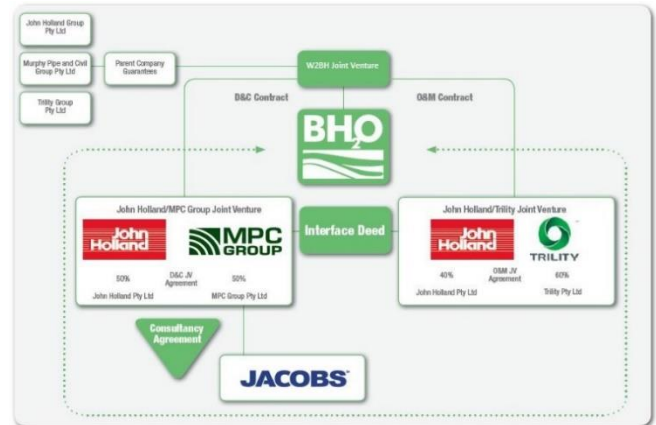 John Holland Group
Pty Ltd
Murphy Pipe and Civil
Group Pty Ltd
Parent Company
Guarantees
Trility Group
Pty Ltd
W2BH Joint Venture
D&C Contract
O&M Contract
BH2O
John Holland/MPC Group Joint Venture
John
Holland
MPC
GROUP
50%
D&C JV
Agreement
50%
John Holland Pty Ltd
MPC Group Pty Ltd
Interface Deed
John Holland/Trility Joint Venture
John
Holland
TRILITY
40%
O&M JV
Agreement
60%
John Holland Pty Ltd
Trility Pty Ltd
Consultancy
Agreement
JACOBS